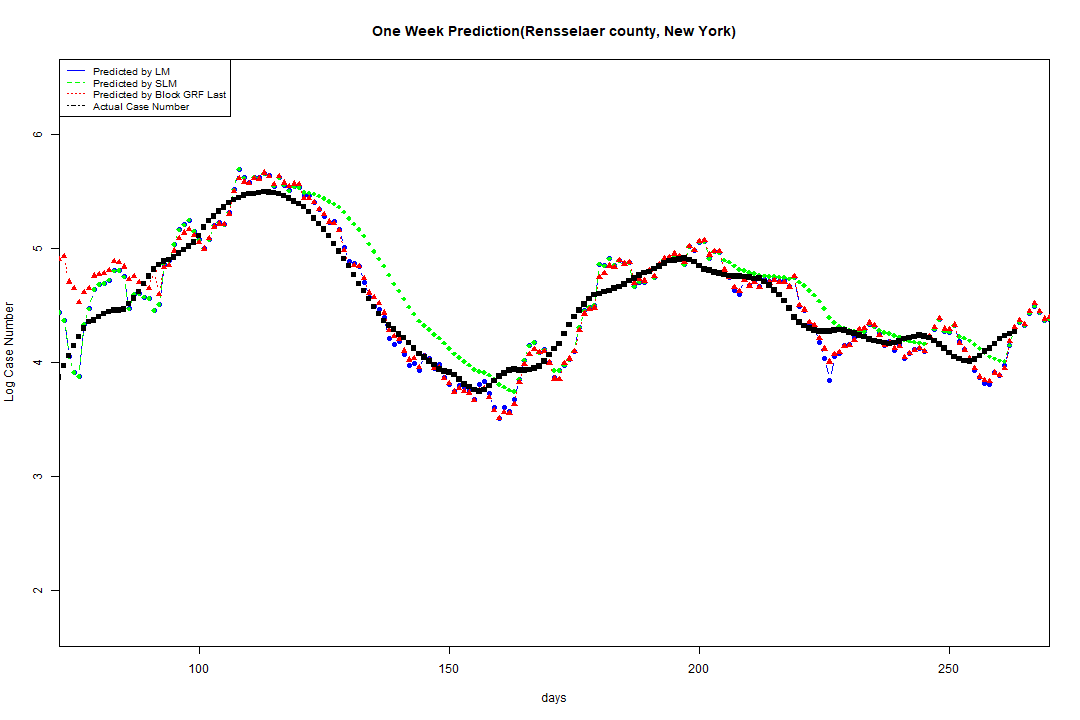 One Week Prediction(Rensselaer county, New York)
Predicted by LM
Predicted by SLM
Predicted by Block GRF Last
Actual Case Number
6
5
4
3
2
Log Case Number
100 150 200 250
days